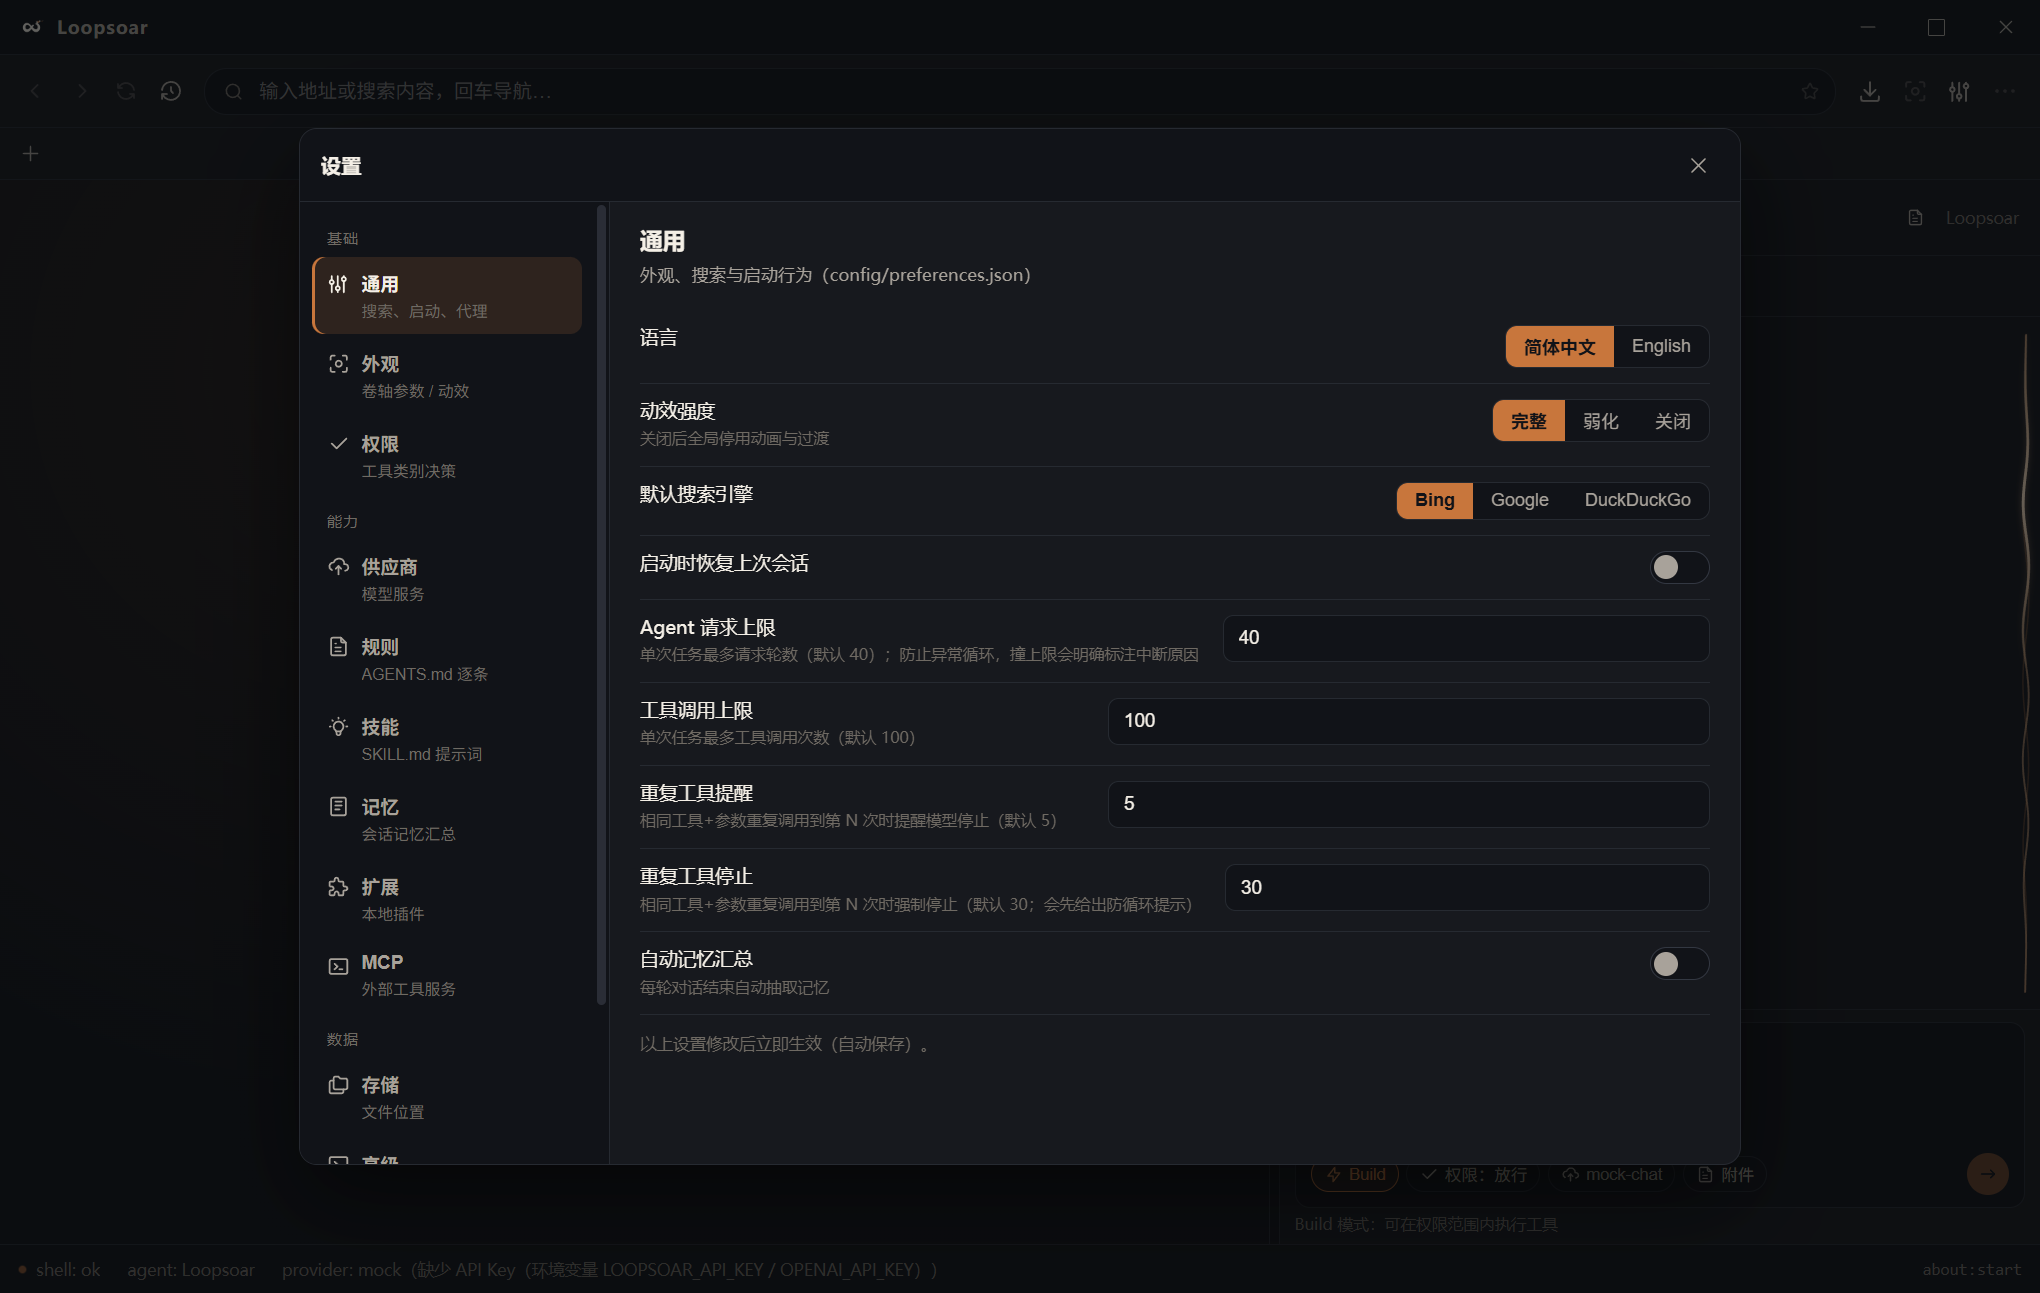 Loopsoar
输入地址或搜索内容，回车导航…
设置
Loopsoar
基础
通用
搜索、启动、代理
外观
卷轴参数 / 动效
权限
工具类别决策
能力
供应商
模型服务
规则
AGENTS.md 逐条
技能
SKILL.md 提示词
记忆
会话记忆汇总
扩展
本地插件
MCP
外部工具服务
数据
存储
文件位置
高级
通用
外观、搜索与启动行为（config/preferences.json）
语言
简体中文 English
动效强度
关闭后全局停用动画与过渡
完整 弱化 关闭
默认搜索引擎
Bing Google DuckDuckGo
启动时恢复上次会话
Agent 请求上限
单次任务最多请求轮数（默认 40）；防止异常循环，撞上限会明确标注中断原因
40
工具调用上限
单次任务最多工具调用次数（默认 100）
100
重复工具提醒
相同工具+参数重复调用到第 N 次时提醒模型停止（默认 5）
5
重复工具停止
相同工具+参数重复调用到第 N 次时强制停止（默认 30；会先给出防循环提示）
30
自动记忆汇总
每轮对话结束自动抽取记忆
以上设置修改后立即生效（自动保存）。
Build 权限：放行 mock-chat 附件
Build 模式：可在权限范围内执行工具
shell: ok agent: Loopsoar provider: mock（缺少 API Key（环境变量 LOOPSOAR_API_KEY / OPENAI_API_KEY））
about:start